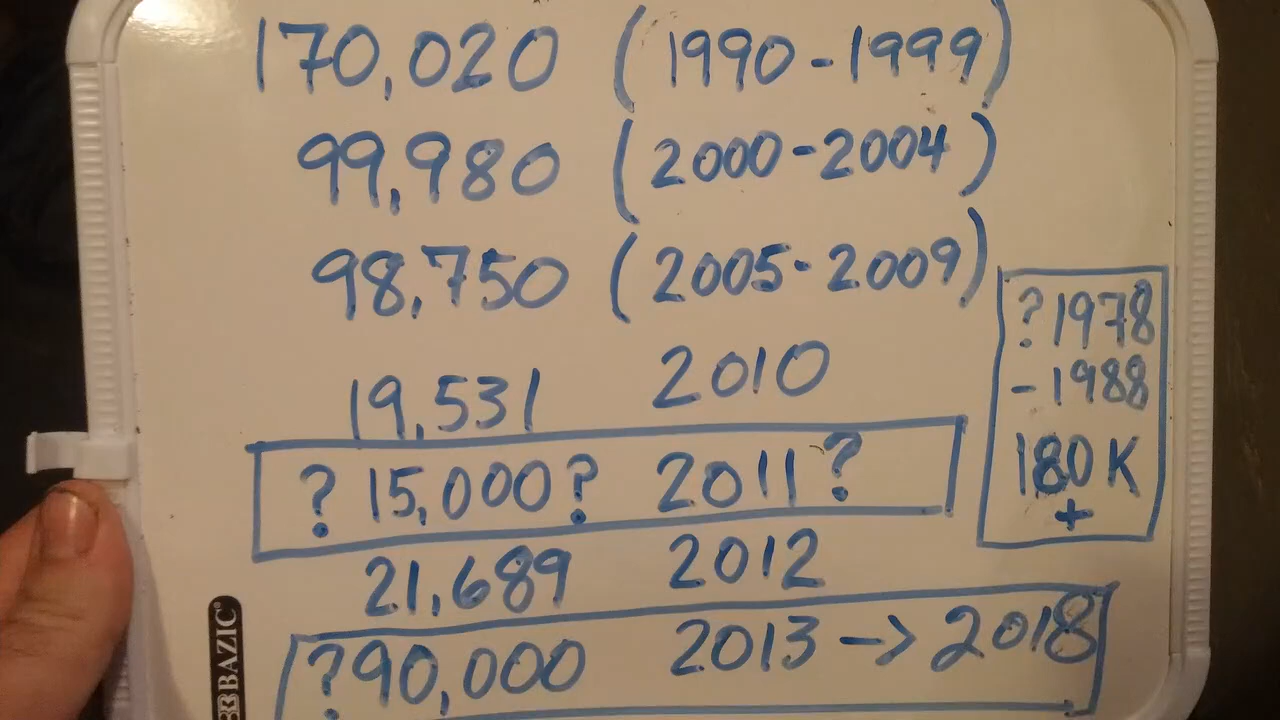 170,020 (1990-1999)
99,980 (2000-2004)
98,750 (2005-2009)
19,531 2010
? 15,000? 2011?
21,689 2012
?90,000 2013 -> 2018
?1978
-1988
180K
+
BAZIC